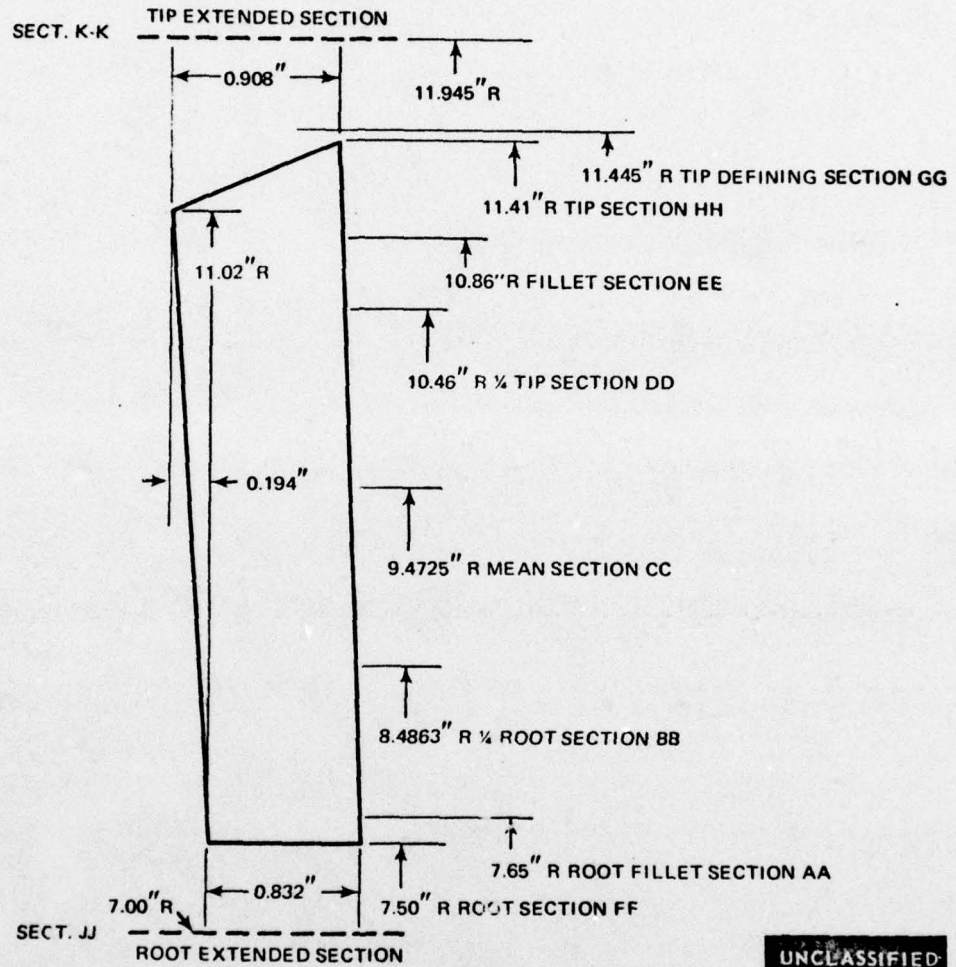 TIP EXTENDED SECTION
SECT. K-K
0.908"
11.945"R
11.445" R TIP DEFINING SECTION GG
11.41"R TIP SECTION HH
11.02"R
10.86"R FILLET SECTION EE
10.46" R ¼ TIP SECTION DD
0.194"
9.4725" R MEAN SECTION CC
8.4863" R ¼ ROOT SECTION BB
7.65" R ROOT FILLET SECTION AA
0.832"
7.50" R ROOT SECTION FF
7.00"R
SECT. JJ
ROOT EXTENDED SECTION
UNCLASSIFIED